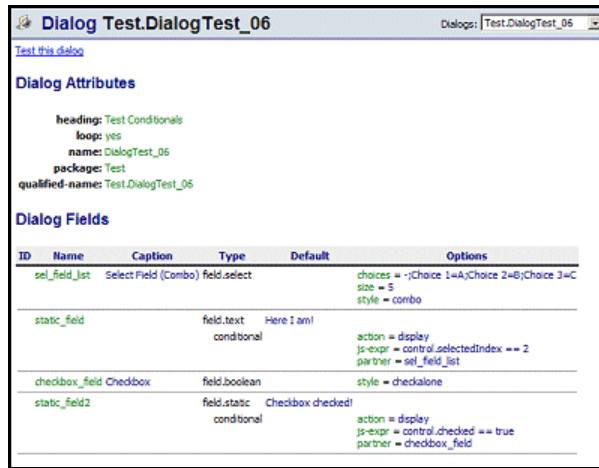 Dialog Test.DialogTest_06 Dialogs: Test.DialogTest_06
Test this dialog
Dialog Attributes
heading: Test Conditionals
loop: yes
name: DialogTest_06
package: Test
qualified-name: Test.DialogTest_06
Dialog Fields
ID Name Caption Type Default Options
sel_field_list Select Field (Combo) field.select choices = -;Choice 1=A;Choice 2=B;Choice 3=C
size = 5
style = combo
static_field field.text Here I am!
conditional action = display
js-expr = control.selectedIndex == 2
partner = sel_field_list
checkbox_field Checkbox field.boolean style = checkalone
static_field2 field.static Checkbox checked!
conditional action = display
js-expr = control.checked == true
partner = checkbox_field